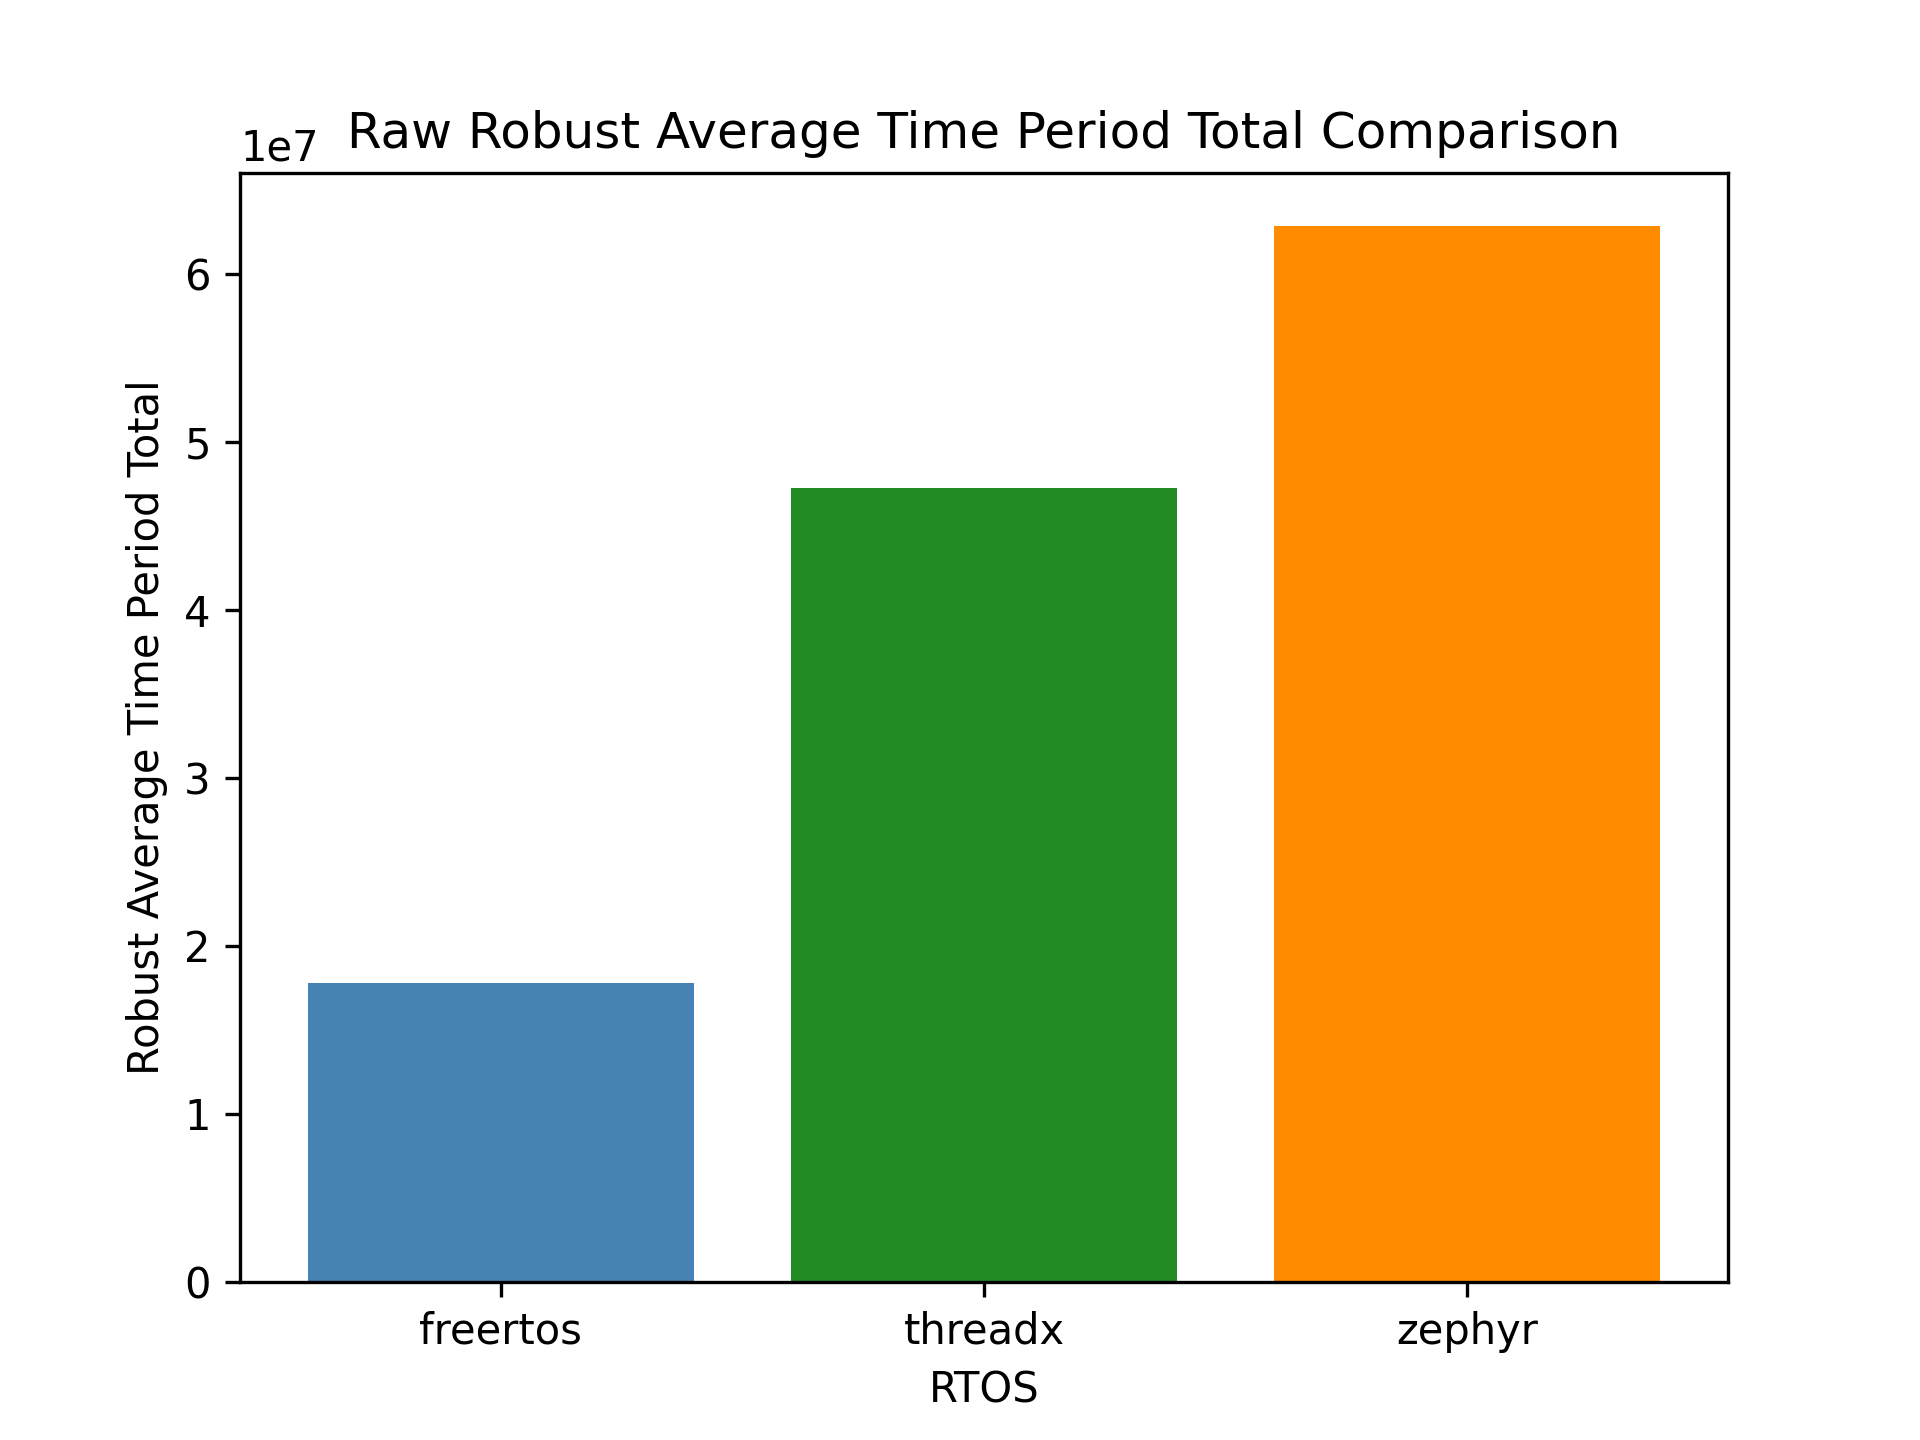 Raw Robust Average Time Period Total Comparison
1e7
6
5
4
3
2
1
0
Robust Average Time Period Total
freertos
threadx
zephyr
RTOS